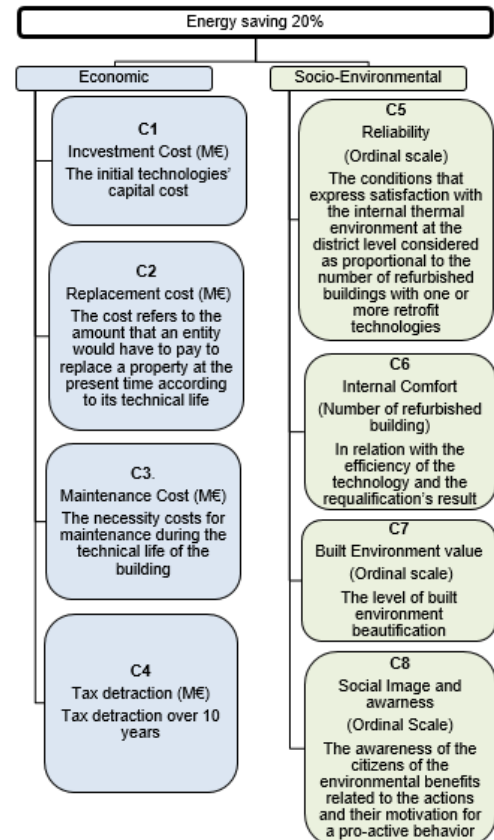 Energy saving 20%
Economic
C1
Incvestment Cost (M€)
The initial technologies'
capital cost
C2
Replacement cost (M€)
The cost refers to the
amount that an entity
would have to pay to
replace a property at the
present time according
to its technical life
C3.
Maintenance Cost (M€)
The necessity costs for
maintenance during the
technical life of the
building
C4
Tax detraction (M€)
Tax detraction over 10
years
Socio-Environmental
C5
Reliability
(Ordinal scale)
The conditions that
express satisfaction with
the internal thermal
environment at the
district level considered
as proportional to the
number of refurbished
buildings with one or
more retrofit
technologies
C6
Internal Comfort
(Number of refurbished
building)
In relation with the
efficiency of the
technology and the
requalification's result
C7
Built Environment value
(Ordinal scale)
The level of built
environment
beautification
C8
Social Image and
awarness
(Ordinal Scale)
The awareness of the
citizens of the
environmental benefits
related to the actions
and their motivation for
a pro-active behavior